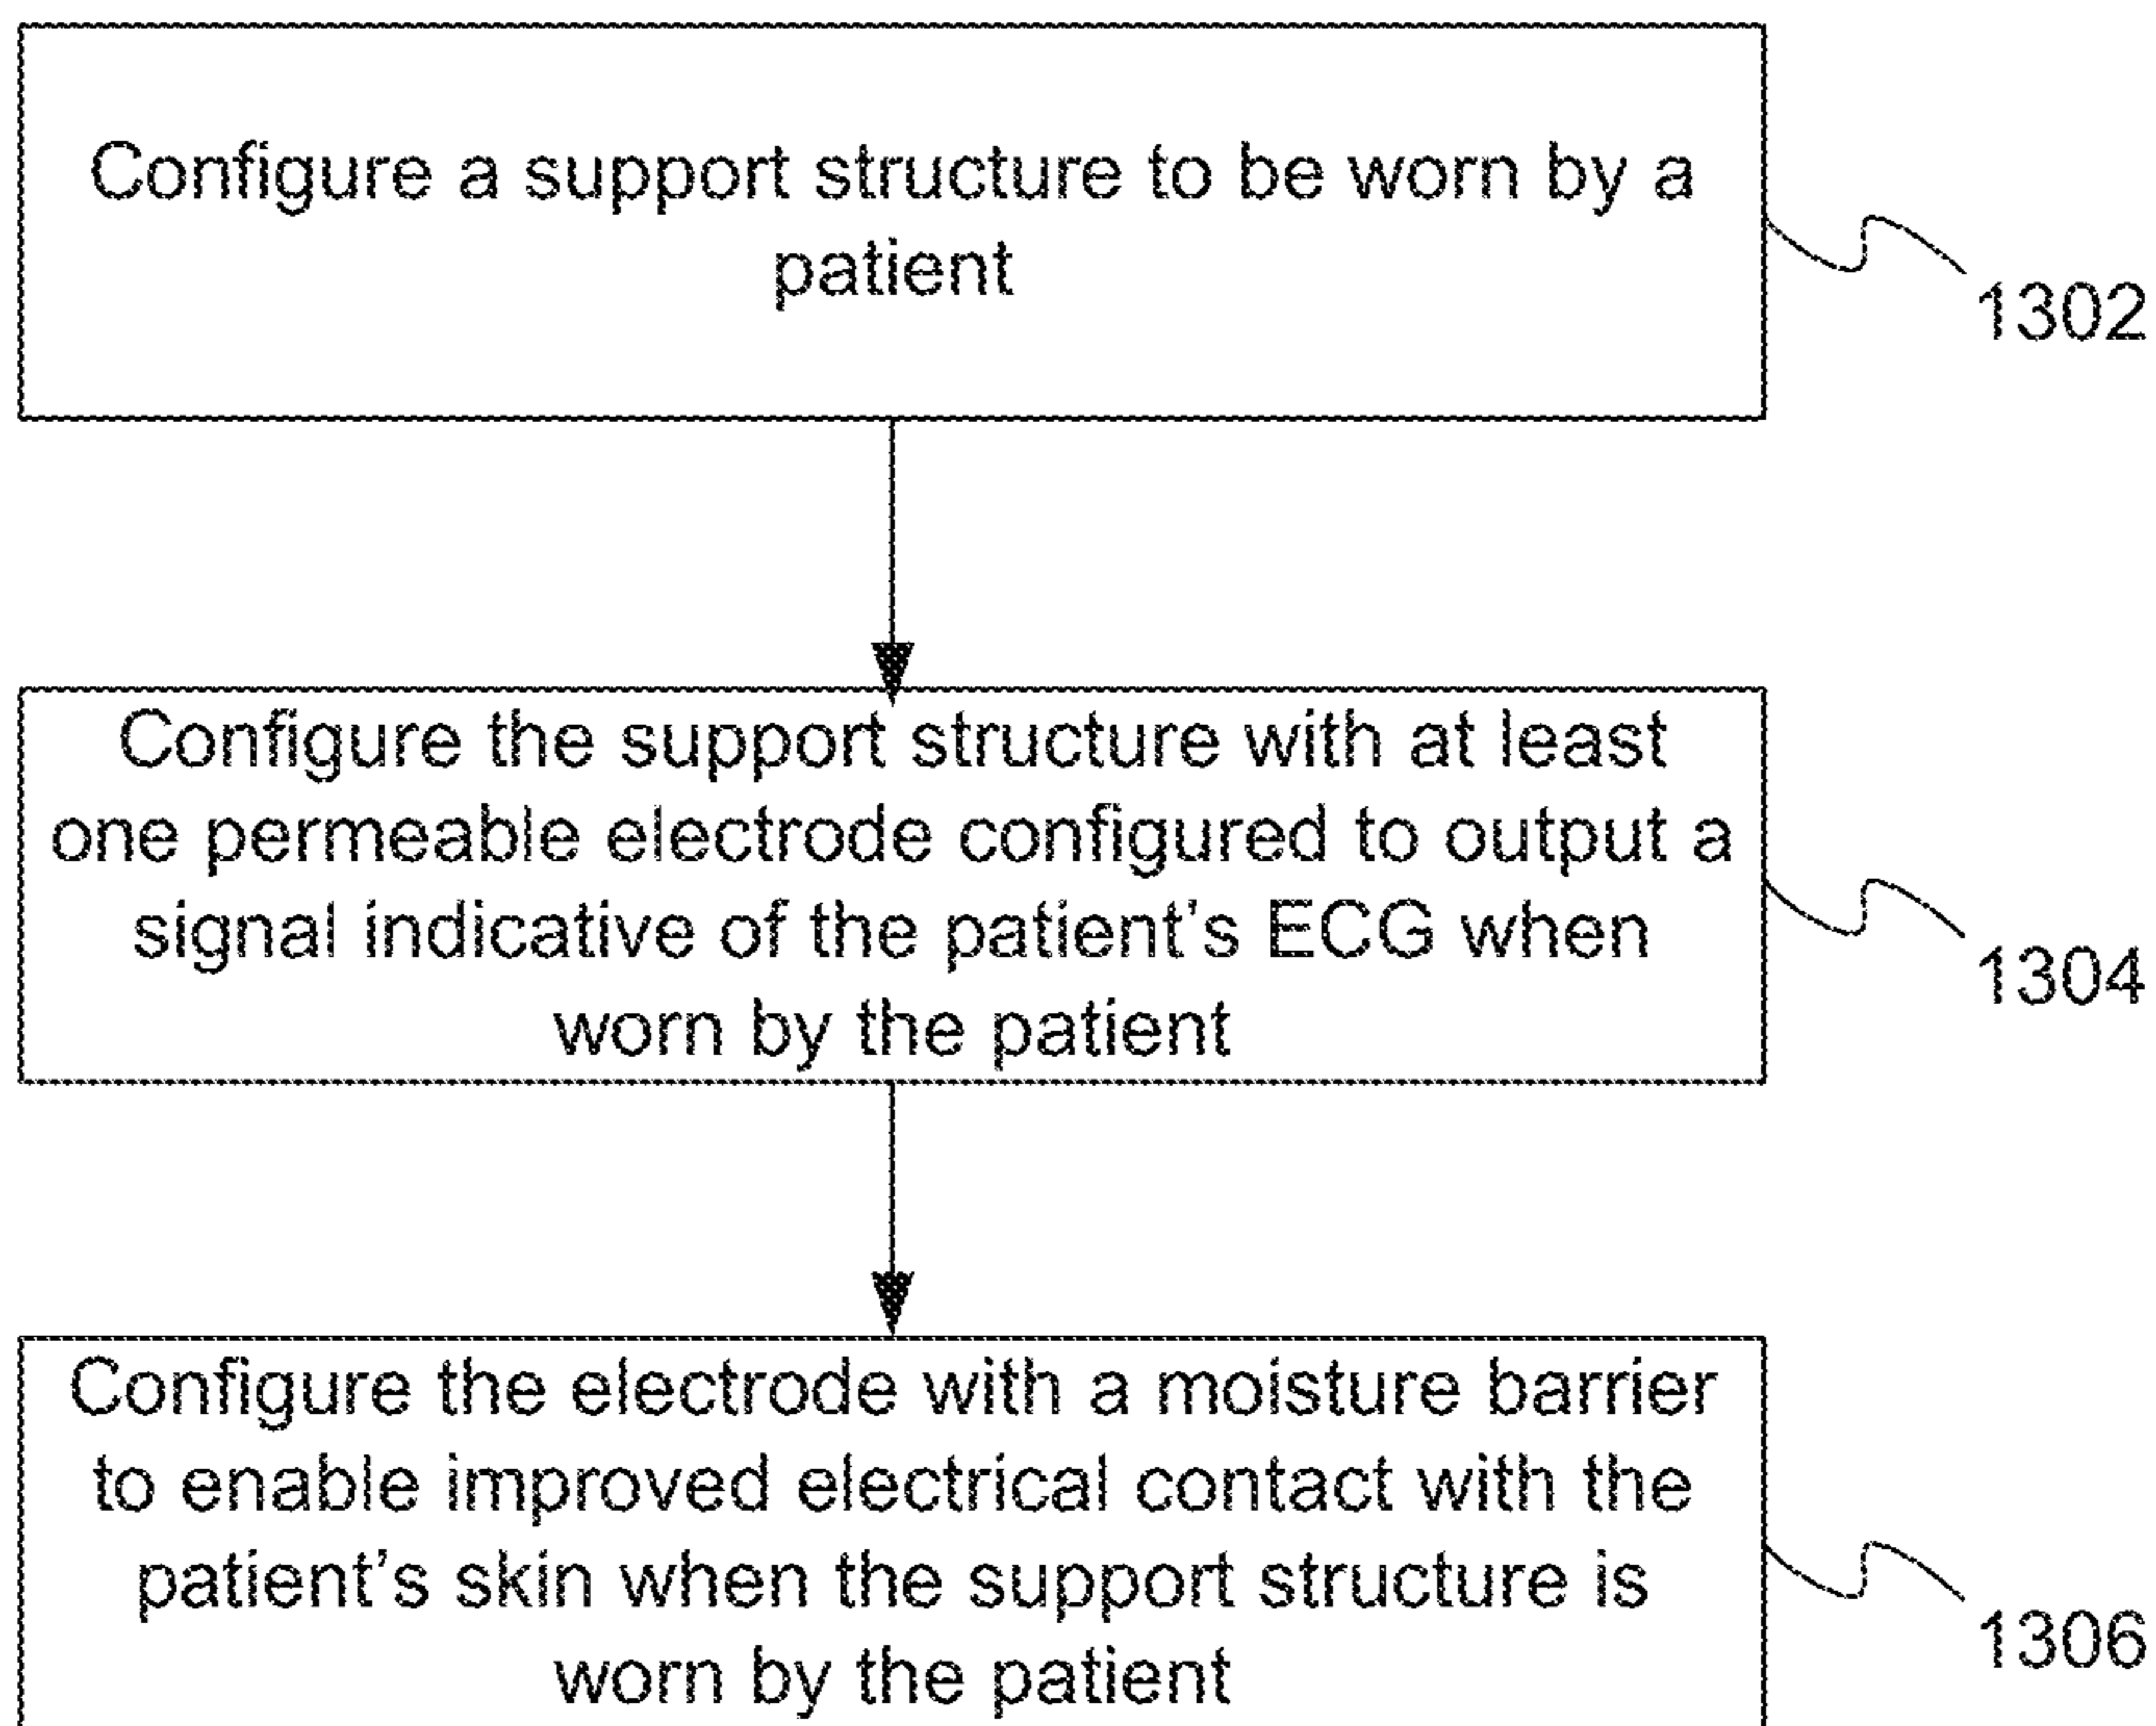 Configure a support structure to be worn by a
patient
1302
Configure the support structure with at least
one permeable electrode configured to output a
signal indicative of the patient's ECG when
worn by the patient
1304
Configure the electrode with a moisture barrier
to enable improved electrical contact with the
patient's skin when the support structure is
worn by the patient
1306